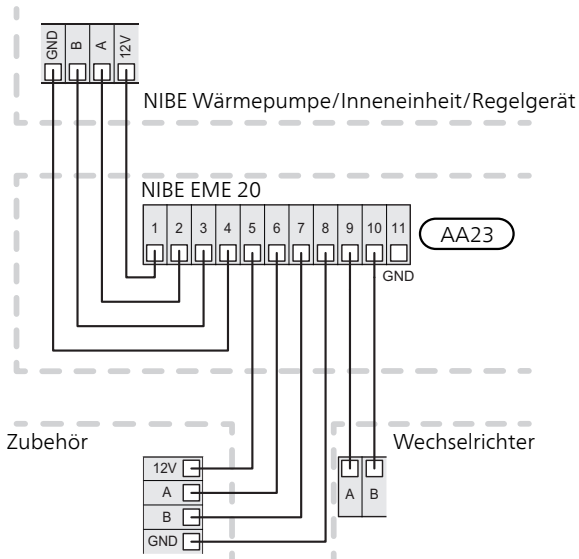 GND B A 12V
NIBE Wärmepumpe/Inneneinheit/Regelgerät
NIBE EME 20
1 2 3 4 5 6 7 8 9 10 11
AA23
GND
Zubehör
Wechselrichter
12V
A
B
GND
A B